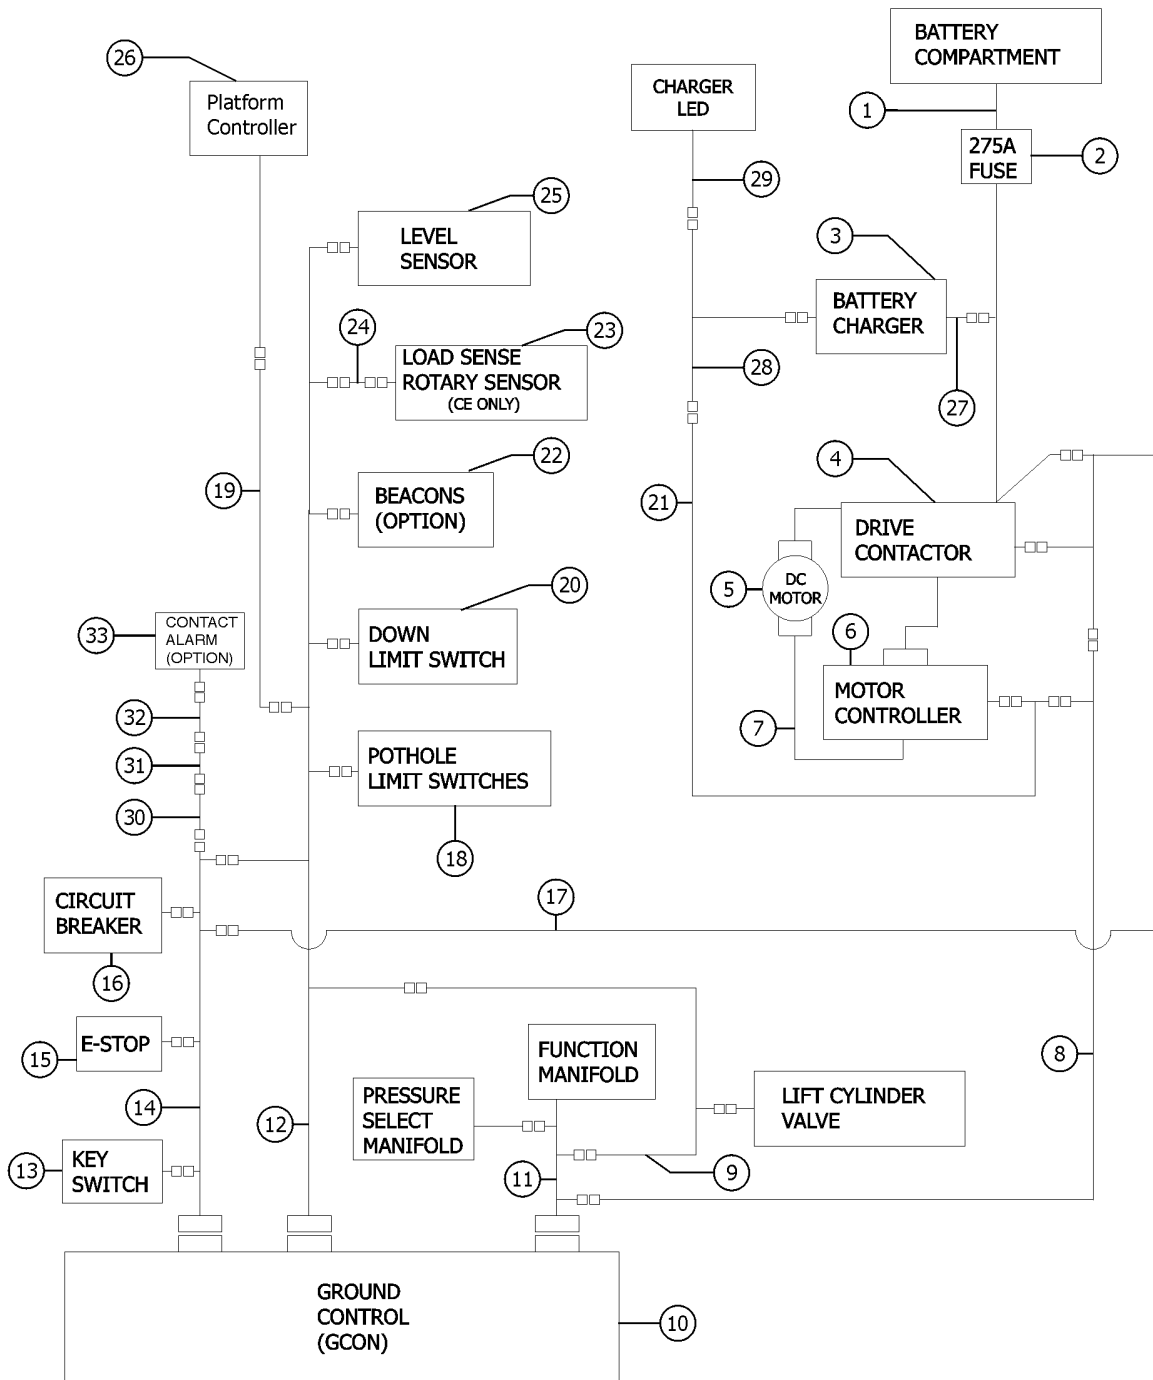 BATTERY
COMPARTMENT
26
Platform
Controller
CHARGER
LED
1
275A
FUSE
2
29
25
LEVEL
SENSOR
3
BATTERY
CHARGER
24
23
LOAD SENSE
ROTARY SENSOR
(CE ONLY)
28
27
22
BEACONS
(OPTION)
19
21
4
DRIVE
CONTACTOR
5
DC
MOTOR
20
DOWN
LIMIT SWITCH
33
CONTACT
ALARM
(OPTION)
6
MOTOR
CONTROLLER
32
7
31
POTHOLE
LIMIT SWITCHES
30
18
CIRCUIT
BREAKER
17
16
E-STOP
15
FUNCTION
MANIFOLD
8
14
12
PRESSURE
SELECT
MANIFOLD
LIFT CYLINDER
VALVE
13
KEY
SWITCH
11
9
GROUND
CONTROL
(GCON)
10